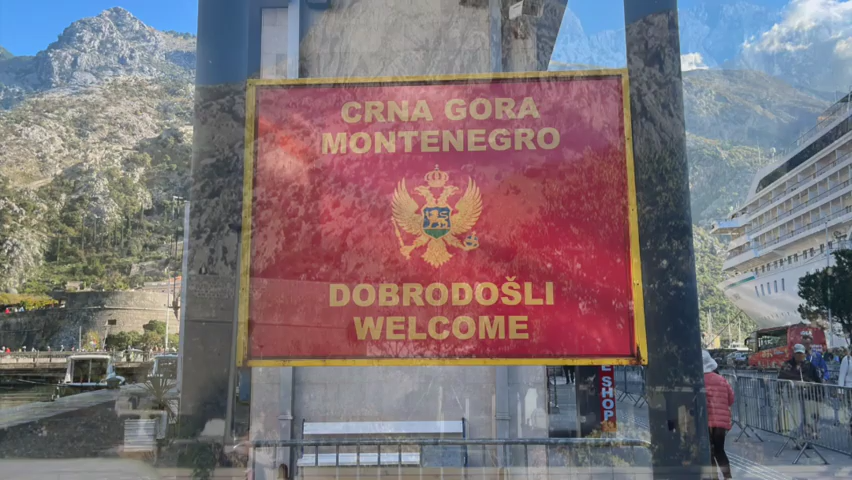 CRNA GORA
MONTENEGRO
DOBRODOŠLI
WELCOME
E SHOP